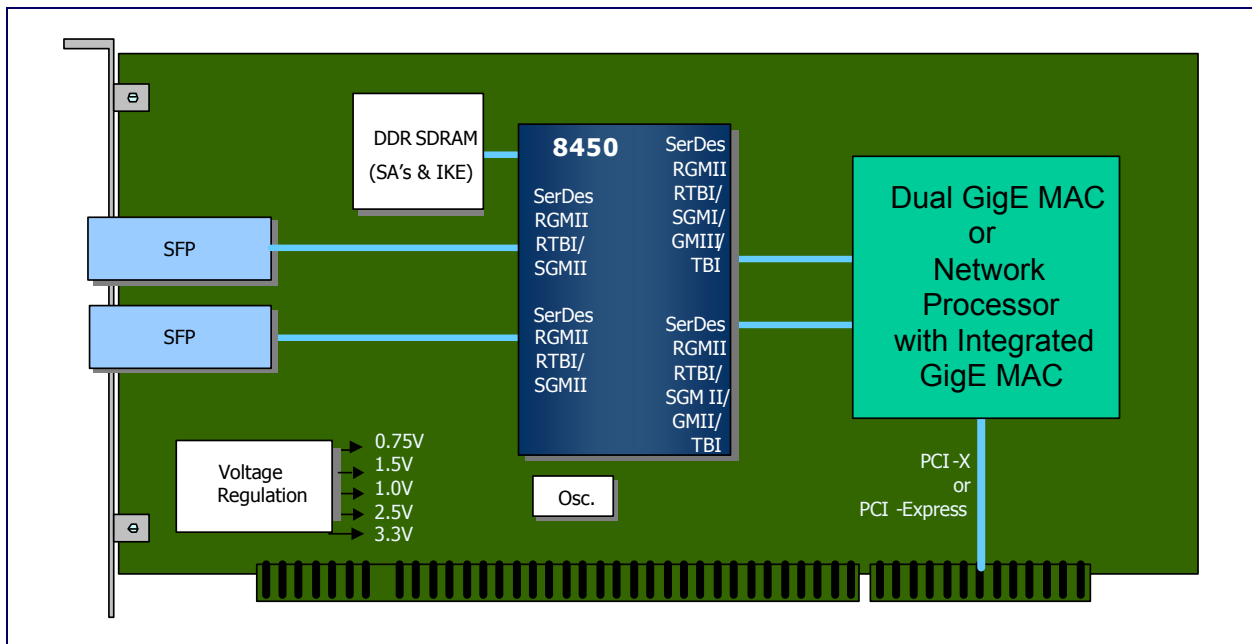 DDR SDRAM
(SA's & IKE)
8450
SerDes
RGMII
RTBI/
SGMII
SerDes
RGMII
RTBI/
SGMII
SerDes
RGMII
RTBI/
SGMI/
GMIII/
TBI
SerDes
RGMII
RTBI/
SGM II/
GMII/
TBI
Dual GigE MAC
or
Network
Processor
with Integrated
GigE MAC
SFP
SFP
Voltage
Regulation
0.75V
1.5V
1.0V
2.5V
3.3V
Osc.
PCI -X
or
PCI -Express